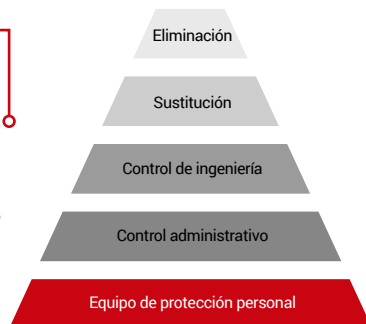 Eliminación
Sustitución
Control de ingeniería
Control administrativo
Equipo de protección personal